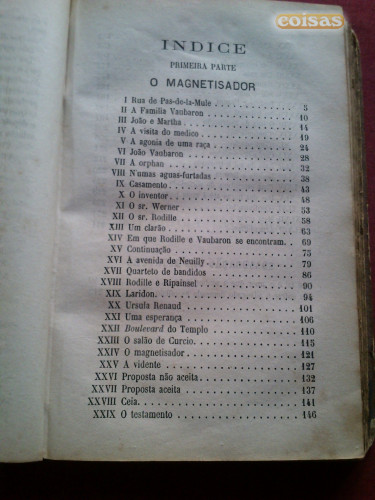 coisas
INDICE
PRIMEIRA PARTE
O MAGNETISADOR
I Rua de Pas-de-la-Mule . . . . . . . . . . 5
II A Familia Vaubaron . . . . . . . . . . 10
III João e Martha . . . . . . . . . . 14
IV A visita do medico . . . . . . . . . . 19
V A agonia de uma raça . . . . . . . . . . 24
VI João Vaubaron . . . . . . . . . . 28
VII A orphan . . . . . . . . . . 32
VIII N'umas aguas-furtadas . . . . . . . . . . 38
IX Casamento . . . . . . . . . . 43
X O inventor . . . . . . . . . . 48
XI O sr. Werner . . . . . . . . . . 53
XII O sr. Rodille . . . . . . . . . . 58
XIII Um clarão . . . . . . . . . . 63
XIV Em que Rodille e Vaubaron se encontram . . 69
XV Continuação . . . . . . . . . . 75
XVI A avenida de Neuilly . . . . . . . . . . 79
XVII Quarteto de bandidos . . . . . . . . . . 86
XVIII Rodille e Ripainsel . . . . . . . . . . 90
XIX Laridon . . . . . . . . . . 94
XX Ursula Renaud . . . . . . . . . . 101
XXI Uma esperança . . . . . . . . . . 106
XXII Boulevard do Templo . . . . . . . . . . 110
XXIII O salão de Curcio . . . . . . . . . . 115
XXIV O magnetisador . . . . . . . . . . 121
XXV A vidente . . . . . . . . . . 127
XXVI Proposta não aceita . . . . . . . . . . 132
XXVII Proposta aceita . . . . . . . . . . 137
XXVIII Ceia . . . . . . . . . . 141
XXIX O testamento . . . . . . . . . . 146